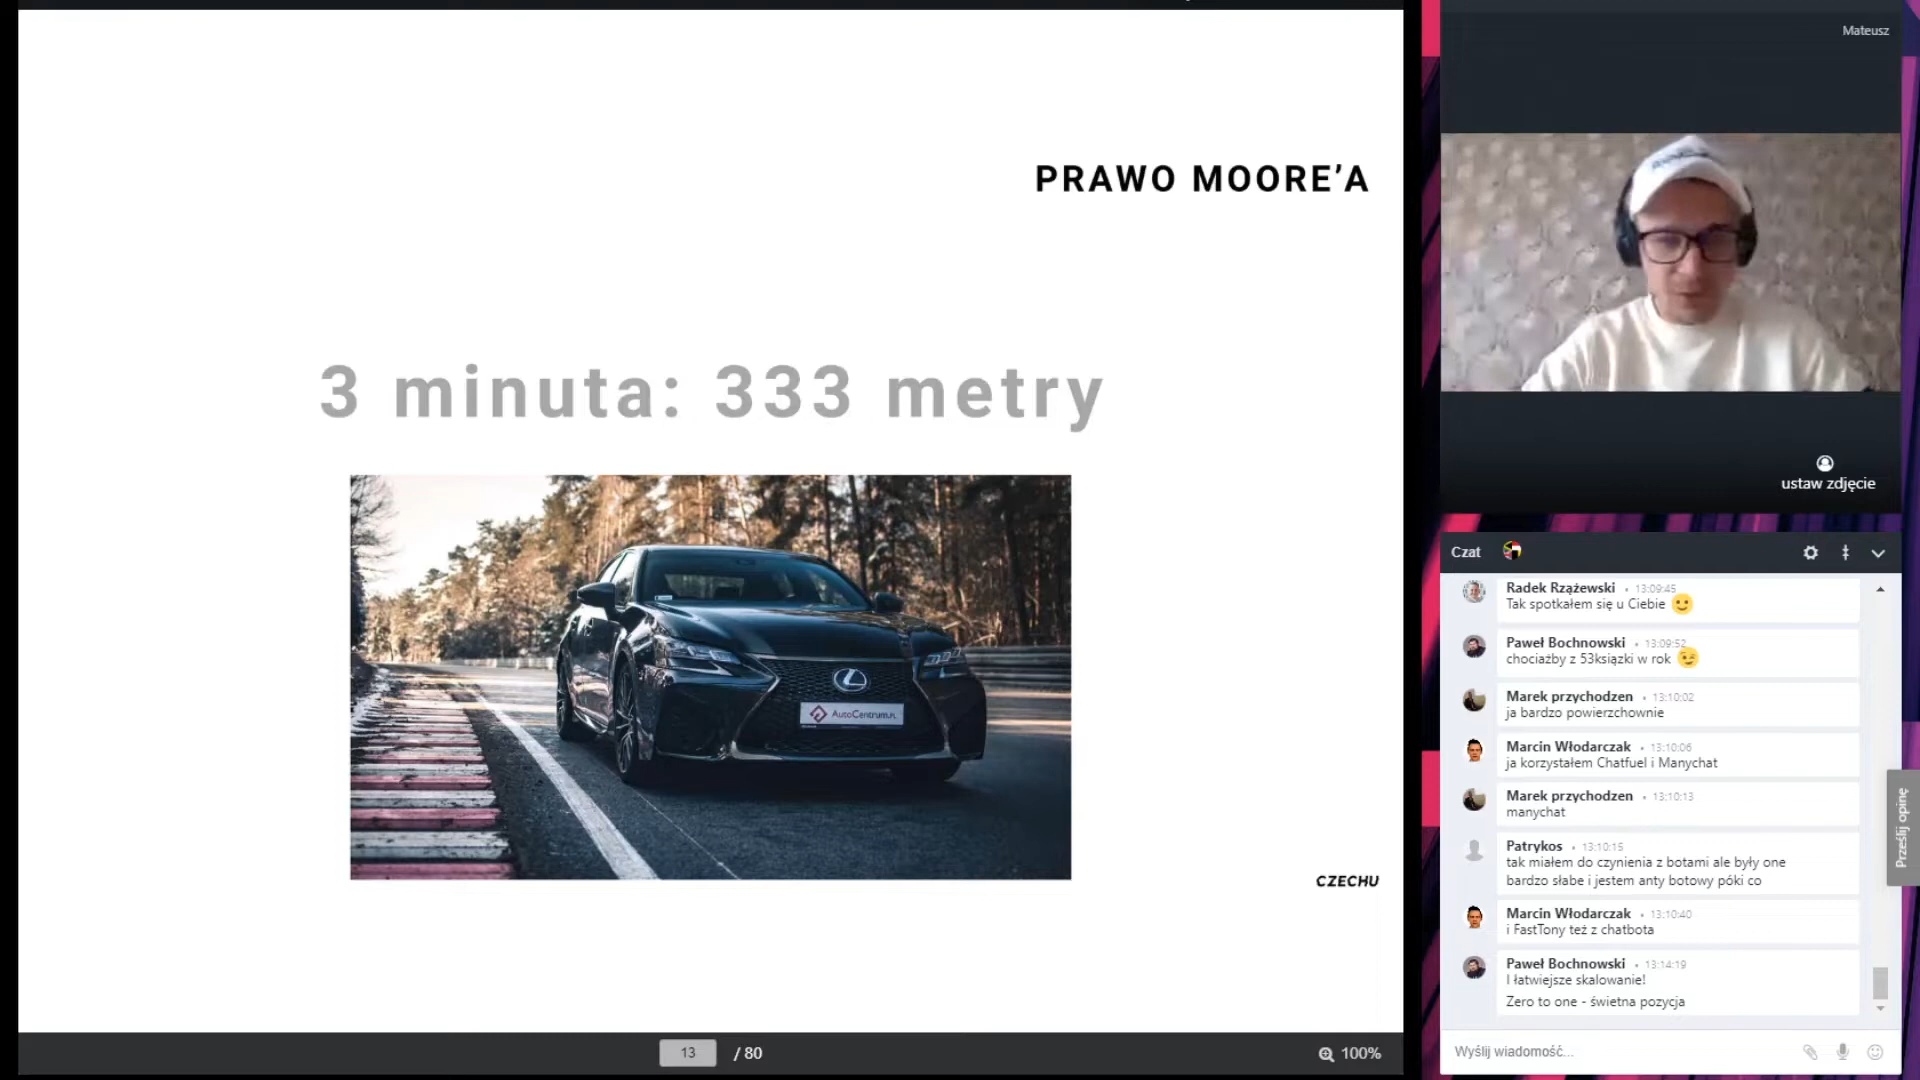 PRAWO MOORE'A
3 minuta: 333 metry
AutoCentrum.PL
CZECHU
13 / 80
100%
Mateusz
ustaw zdjęcie
Czat
Radek Rzążewski • 13:09:45
Tak spotkałem się u Ciebie
Paweł Bochnowski • 13:09:52
chociażby z 53ksiązki w rok
Marek przychodzen • 13:10:02
ja bardzo powierzchownie
Marcin Włodarczak • 13:10:06
ja korzystałem Chatfuel i Manychat
Marek przychodzen • 13:10:13
manychat
Patrykos • 13:10:15
tak miałem do czynienia z botami ale były one
bardzo słabe i jestem anty botowy póki co
Marcin Włodarczak • 13:10:40
i FastTony też z chatbota
Paweł Bochnowski • 13:14:19
I łatwiejsze skalowanie!
Zero to one - świetna pozycja
Wyślij wiadomość...
Prześlij opinę